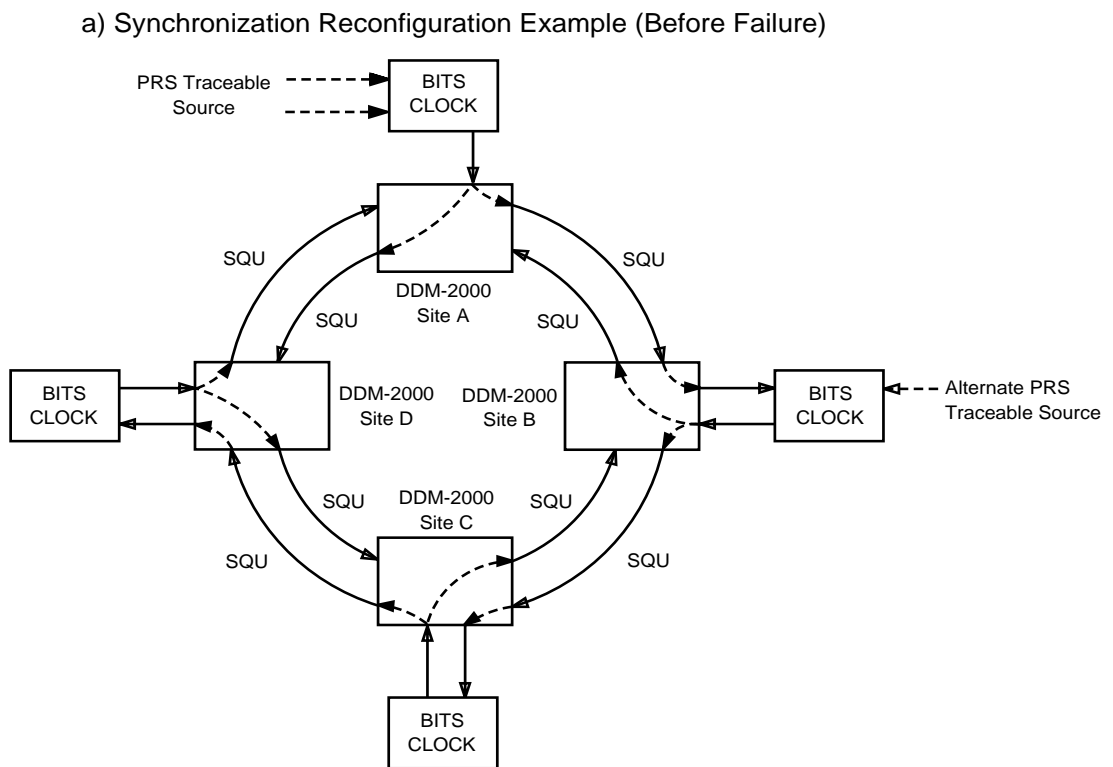 a) Synchronization Reconfiguration Example (Before Failure)
PRS Traceable
Source
BITS
CLOCK
SQU
SQU
DDM-2000
Site A
SQU
SQU
BITS
CLOCK
DDM-2000
Site D
DDM-2000
Site B
BITS
CLOCK
Alternate PRS
Traceable Source
SQU
SQU
DDM-2000
Site C
SQU
SQU
BITS
CLOCK